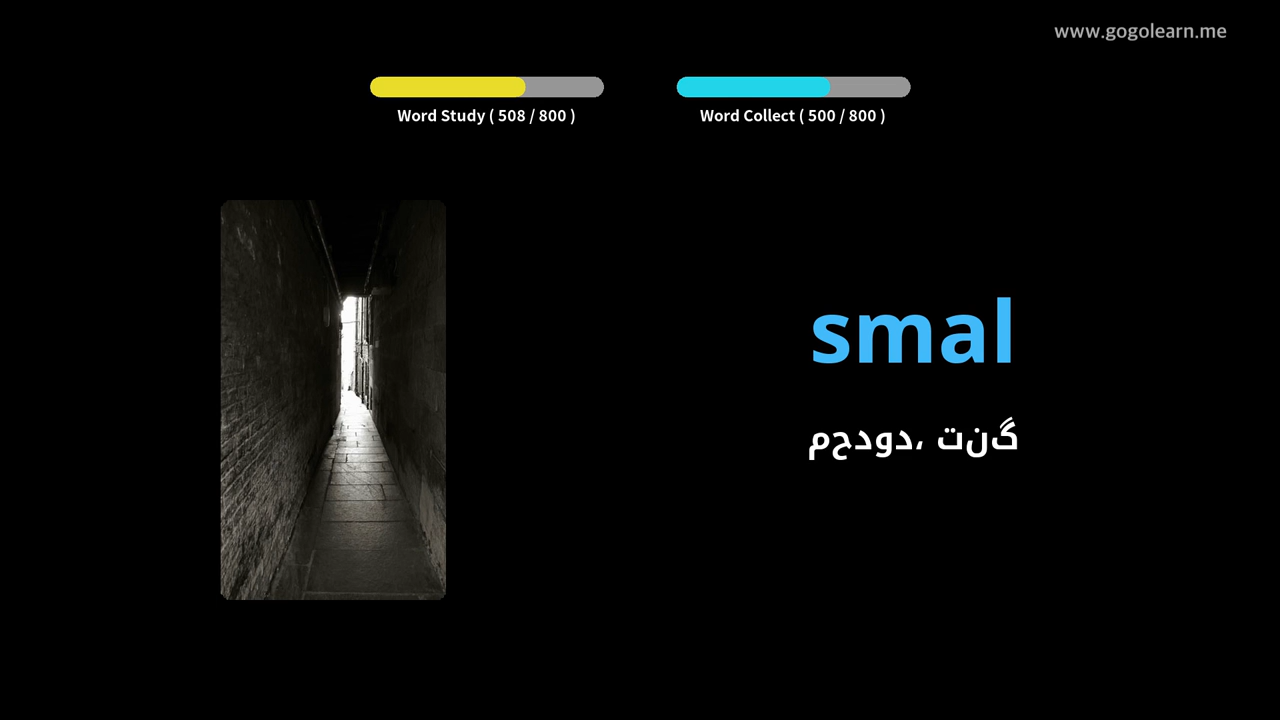 www.gogolearn.me
Word Study ( 508 / 800 )
Word Collect ( 500 / 800 )
smal
محدود، تنگ